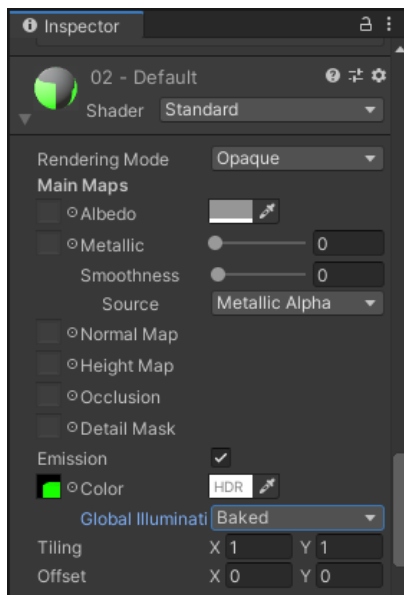 Inspector
02 - Default
Shader Standard
Rendering Mode Opaque
Main Maps
Albedo
Metallic 0
Smoothness 0
Source Metallic Alpha
Normal Map
Height Map
Occlusion
Detail Mask
Emission
Color HDR
Global Illuminati Baked
Tiling X 1 Y 1
Offset X 0 Y 0